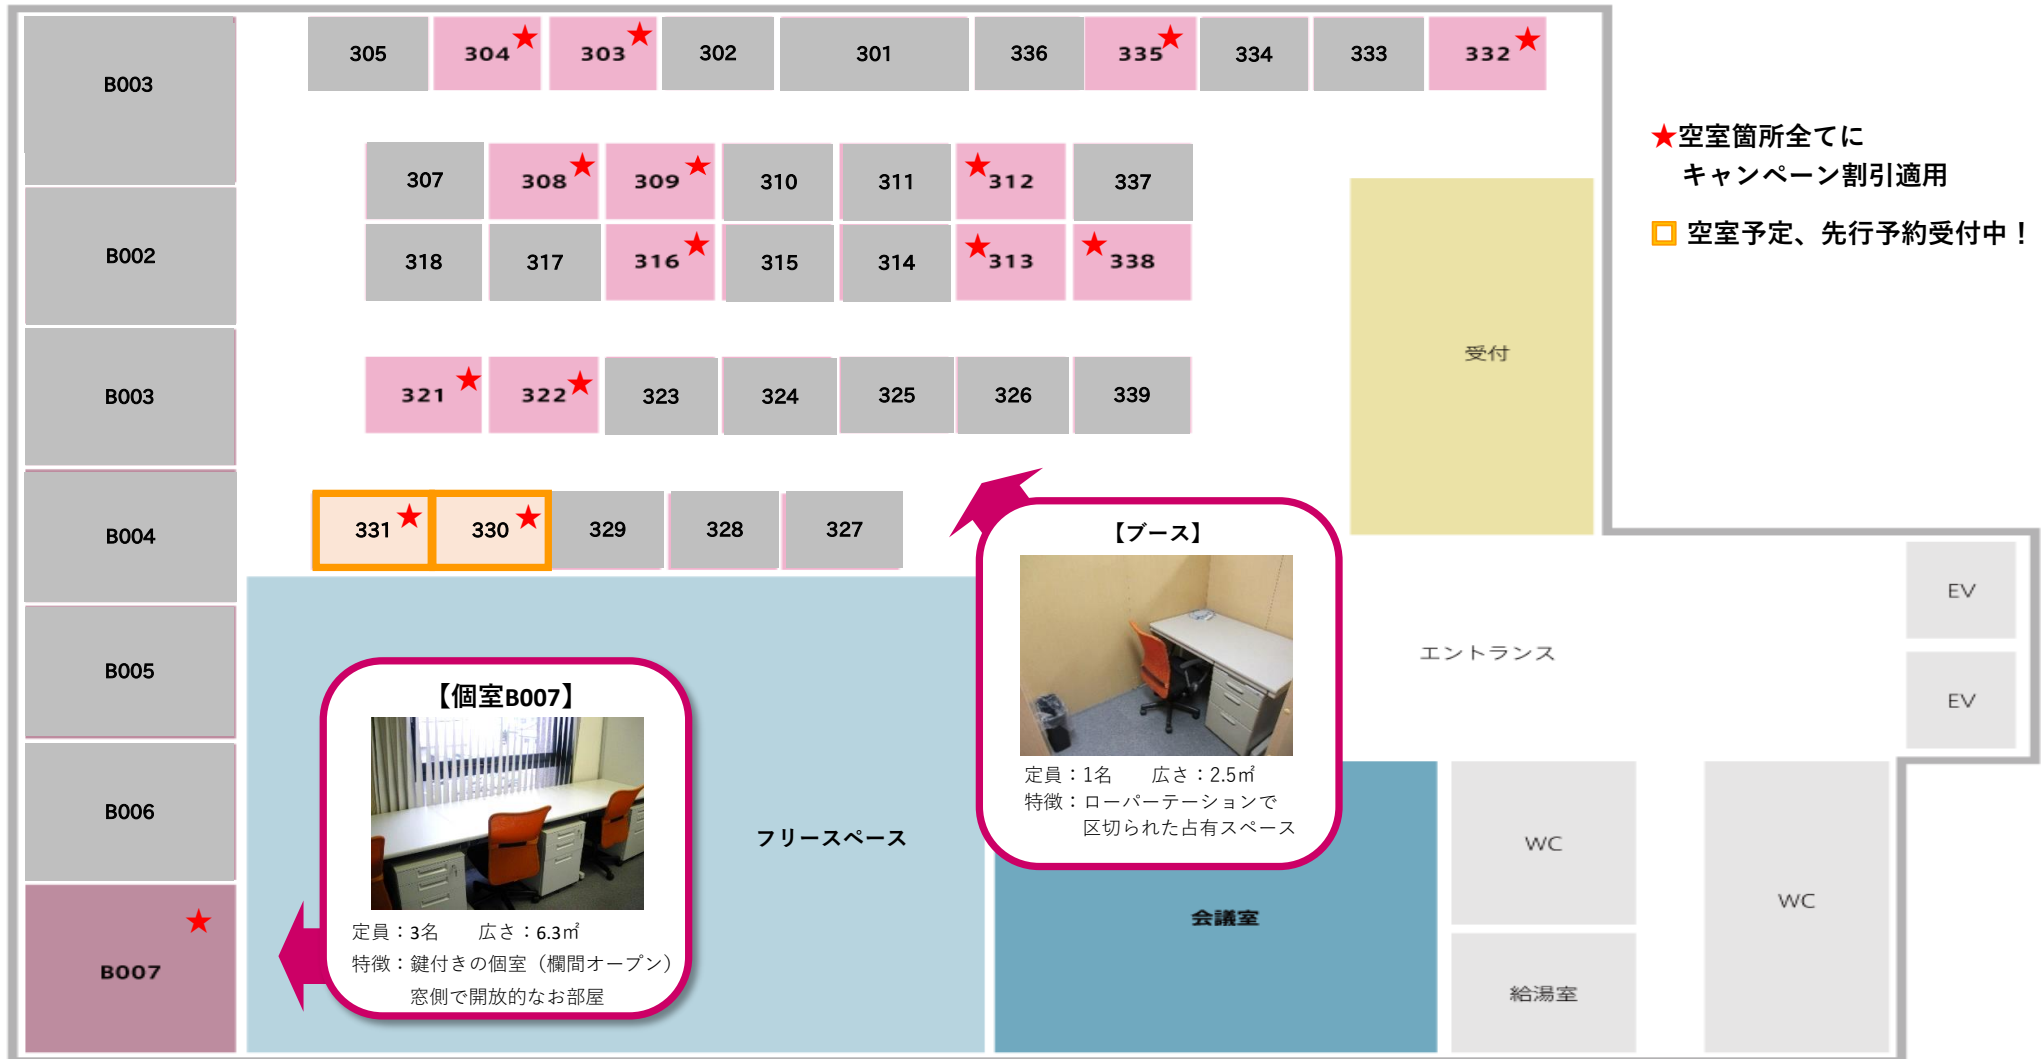 B003
305
304★
303★
302
301
336
335★
334
333
332★
★空室箇所全てに
キャンペーン割引適用
307
308★
309★
310
311
★312
337
B002
318
317
316★
315
314
★313
★338
空室予定、先行予約受付中！
受付
B003
321★
322★
323
324
325
326
339
B004
331★
330★
329
328
327
【ブース】
定員：1名　広さ：2.5㎡
特徴：ローパーテーションで
区切られた占有スペース
エントランス
EV
EV
B005
【個室B007】
定員：3名　広さ：6.3㎡
特徴：鍵付きの個室（欄間オープン）
窓側で開放的なお部屋
B006
フリースペース
会議室
WC
WC
給湯室
★
B007